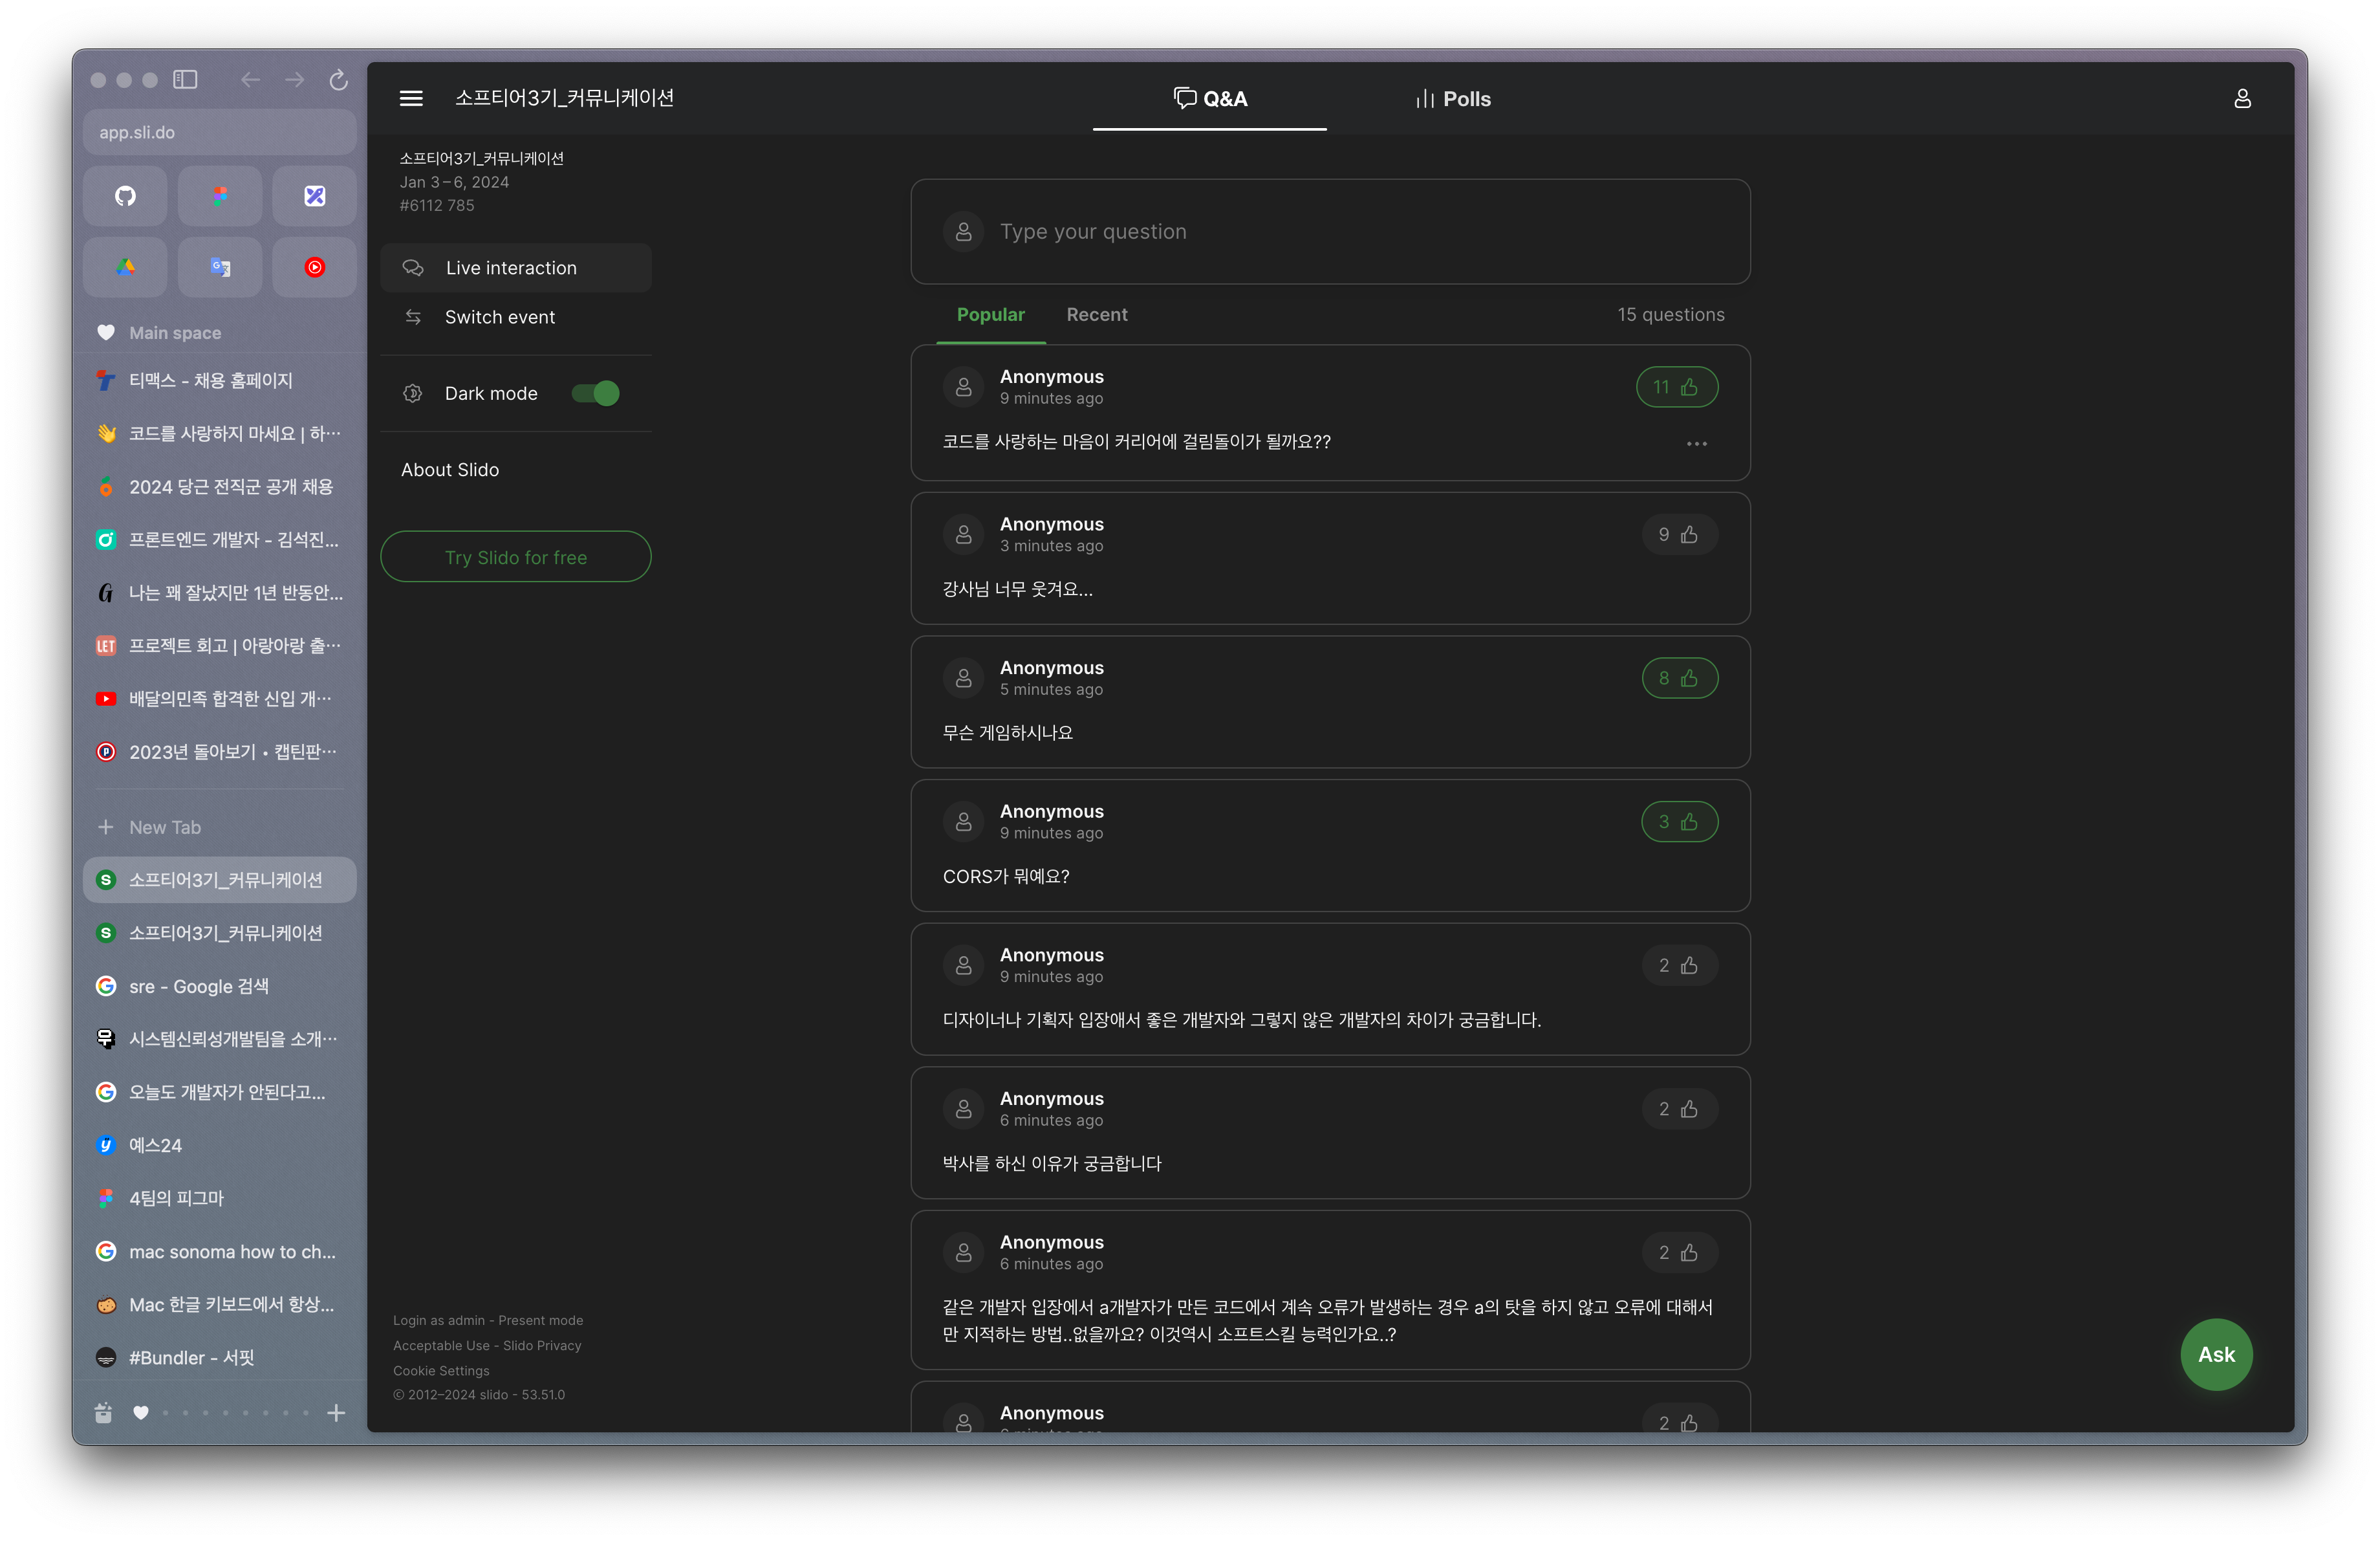 app.sli.do
Main space
티맥스 - 채용 홈페이지
코드를 사랑하지 마세요 | 하…
2024 당근 전직군 공개 채용
프론트엔드 개발자 - 김석진...
나는 꽤 잘났지만 1년 반동안...
LET
프로젝트 회고 | 아랑아랑 출…
배달의민족 합격한 신입 개…
2023년 돌아보기 • 캡틴판…
New Tab
소프티어3기_커뮤니케이션
소프티어3기_커뮤니케이션
sre - Google 검색
시스템신뢰성개발팀을 소개…
오늘도 개발자가 안된다고...
예스24
4팀의 피그마
mac sonoma how to ch...
Mac 한글 키보드에서 항상...
#Bundler - 서핏
소프티어3기_커뮤니케이션
Q&A
Polls
소프티어3기_커뮤니케이션
Jan 3 – 6, 2024
#6112 785
Live interaction
Switch event
Dark mode
About Slido
Try Slido for free
Login as admin - Present mode
Acceptable Use - Slido Privacy
Cookie Settings
© 2012–2024 slido - 53.51.0
Type your question
Popular
Recent
15 questions
Anonymous
9 minutes ago
11
코드를 사랑하는 마음이 커리어에 걸림돌이가 될까요??
Anonymous
3 minutes ago
9
강사님 너무 웃겨요...
Anonymous
5 minutes ago
8
무슨 게임하시나요
Anonymous
9 minutes ago
3
CORS가 뭐예요?
Anonymous
9 minutes ago
2
디자이너나 기획자 입장애서 좋은 개발자와 그렇지 않은 개발자의 차이가 궁금합니다.
Anonymous
6 minutes ago
2
박사를 하신 이유가 궁금합니다
Anonymous
6 minutes ago
2
같은 개발자 입장에서 a개발자가 만든 코드에서 계속 오류가 발생하는 경우 a의 탓을 하지 않고 오류에 대해서
만 지적하는 방법..없을까요? 이것역시 소프트스킬 능력인가요..?
Anonymous
2
Ask